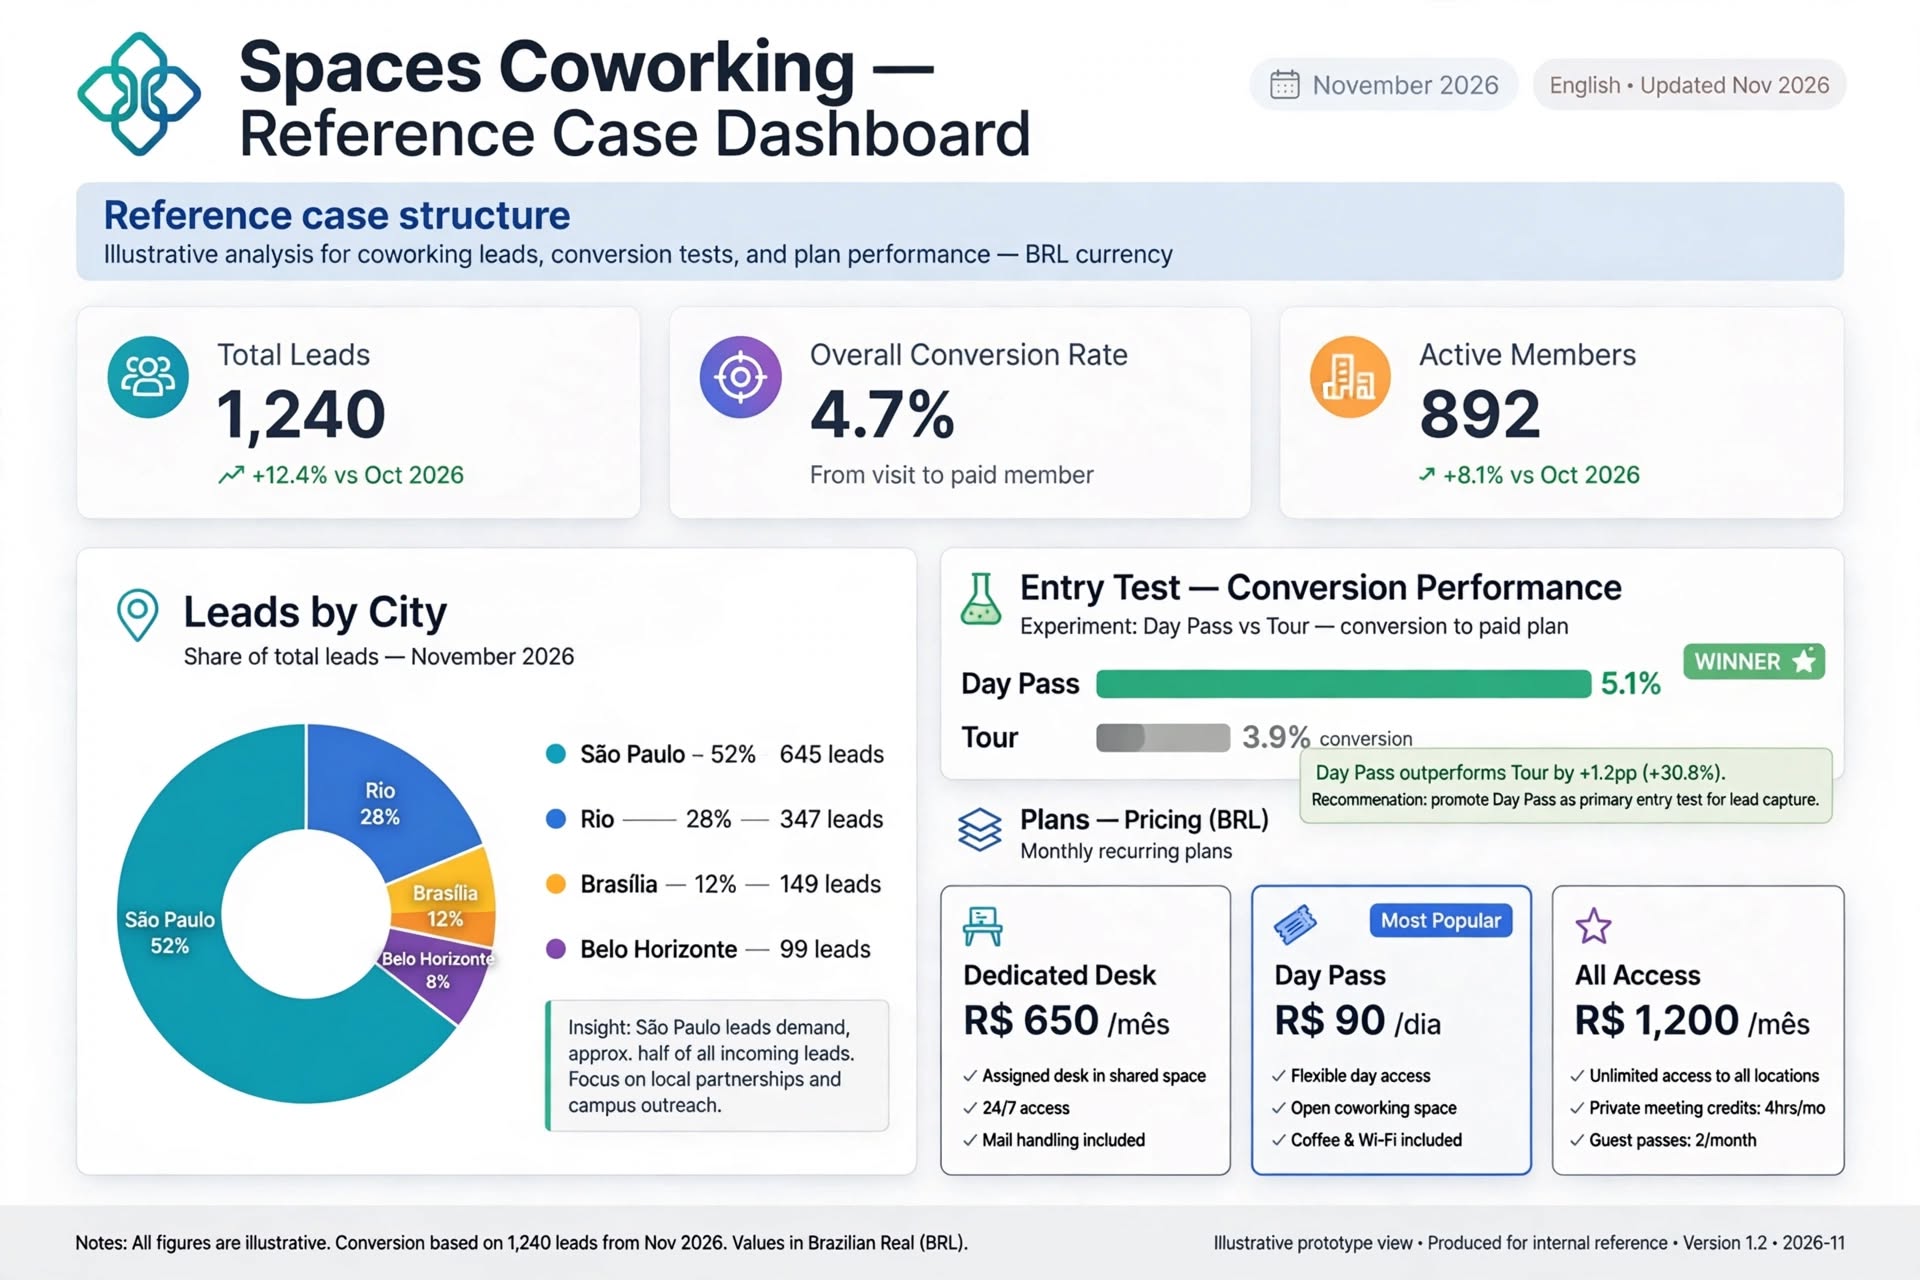 Spaces Coworking —
Reference Case Dashboard
November 2026
English • Updated Nov 2026
Reference case structure
Illustrative analysis for coworking leads, conversion tests, and plan performance — BRL currency
Total Leads
1,240
+12.4% vs Oct 2026
Overall Conversion Rate
4.7%
From visit to paid member
Active Members
892
+8.1% vs Oct 2026
Leads by City
Share of total leads — November 2026
Rio
28%
Brasília
12%
São Paulo
52%
Belo Horizonte
8%
São Paulo – 52% 645 leads
Rio — 28% — 347 leads
Brasília — 12% — 149 leads
Belo Horizonte — 99 leads
Insight: São Paulo leads demand,
approx. half of all incoming leads.
Focus on local partnerships and
campus outreach.
Entry Test — Conversion Performance
Experiment: Day Pass vs Tour — conversion to paid plan
WINNER
Day Pass 5.1%
Tour 3.9% conversion
Day Pass outperforms Tour by +1.2pp (+30.8%).
Recommenation: promote Day Pass as primary entry test for lead capture.
Plans — Pricing (BRL)
Monthly recurring plans
Dedicated Desk
R$ 650 /mês
✓ Assigned desk in shared space
✓ 24/7 access
✓ Mail handling included
Most Popular
Day Pass
R$ 90 /dia
✓ Flexible day access
✓ Open coworking space
✓ Coffee & Wi-Fi included
All Access
R$ 1,200 /mês
✓ Unlimited access to all locations
✓ Private meeting credits: 4hrs/mo
✓ Guest passes: 2/month
Notes: All figures are illustrative. Conversion based on 1,240 leads from Nov 2026. Values in Brazilian Real (BRL).
Illustrative prototype view • Produced for internal reference • Version 1.2 • 2026-11